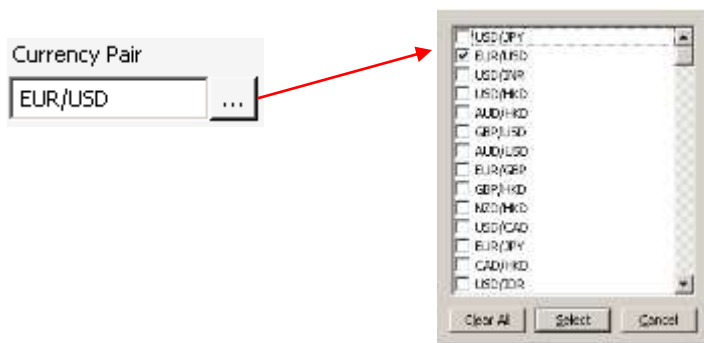 Currency Pair
EUR/USD
...
USD/JPY
EUR/USD
USD/INR
USD/HKD
AUD/HKD
GBP/USD
AUD/USD
EUR/GBP
GBP/HKD
NZD/HKD
USD/CAD
EUR/JPY
CAD/HKD
USD/IDR
Clear All Select Cancel